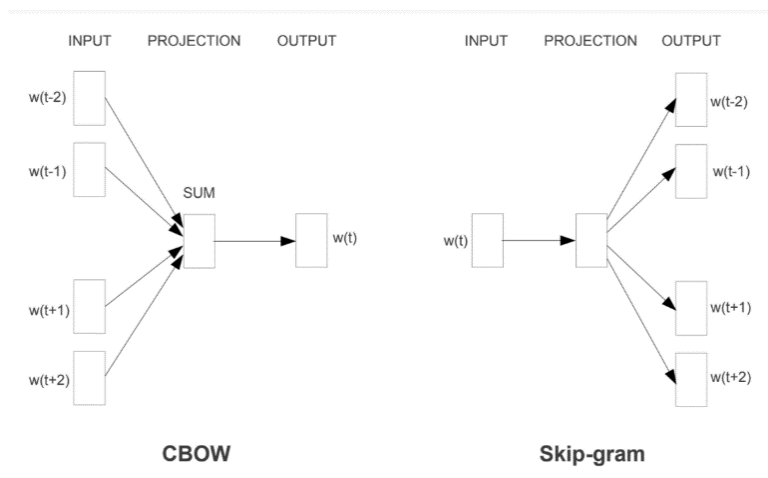 INPUT PROJECTION OUTPUT
w(t-2)
w(t-1)
SUM
w(t)
w(t+1)
w(t+2)
CBOW
INPUT PROJECTION OUTPUT
w(t-2)
w(t-1)
w(t)
w(t+1)
w(t+2)
Skip-gram